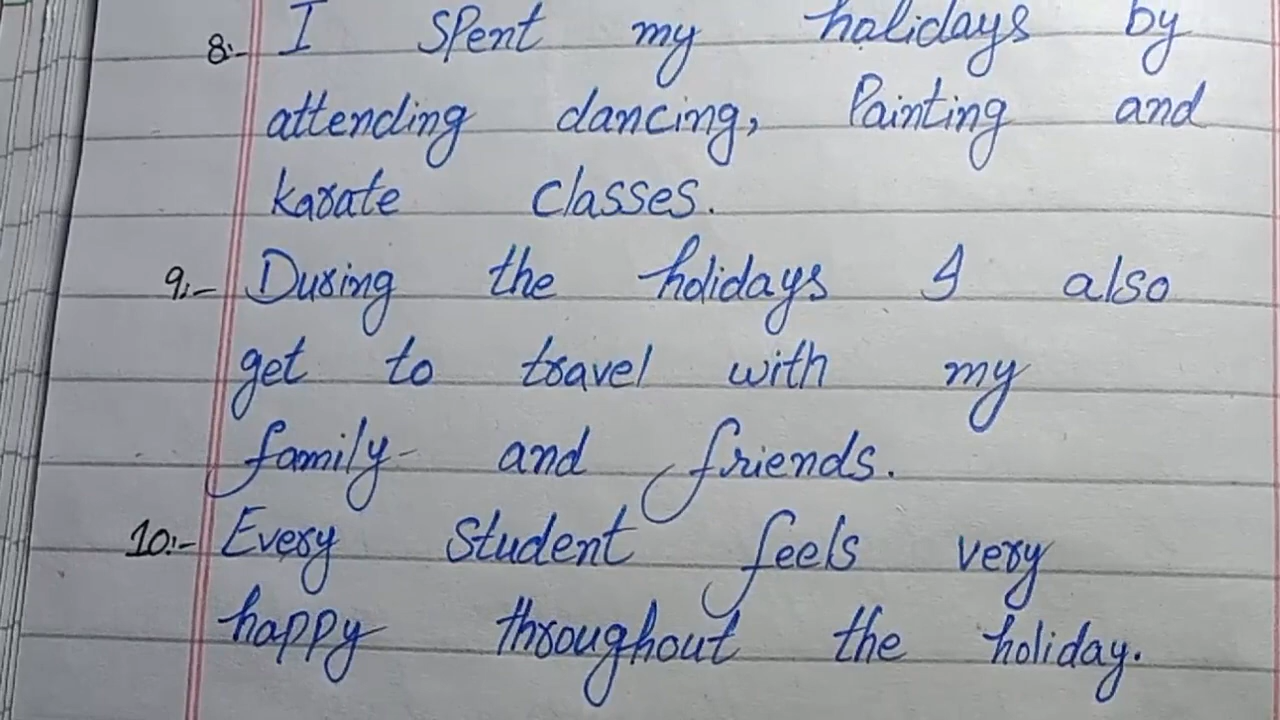 8:- I Spent my holidays by
attending dancing, Painting and
karate classes.
9:- During the holidays I also
get to travel with my
family and friends.
10:- Every student feels very
happy throughout the holiday.